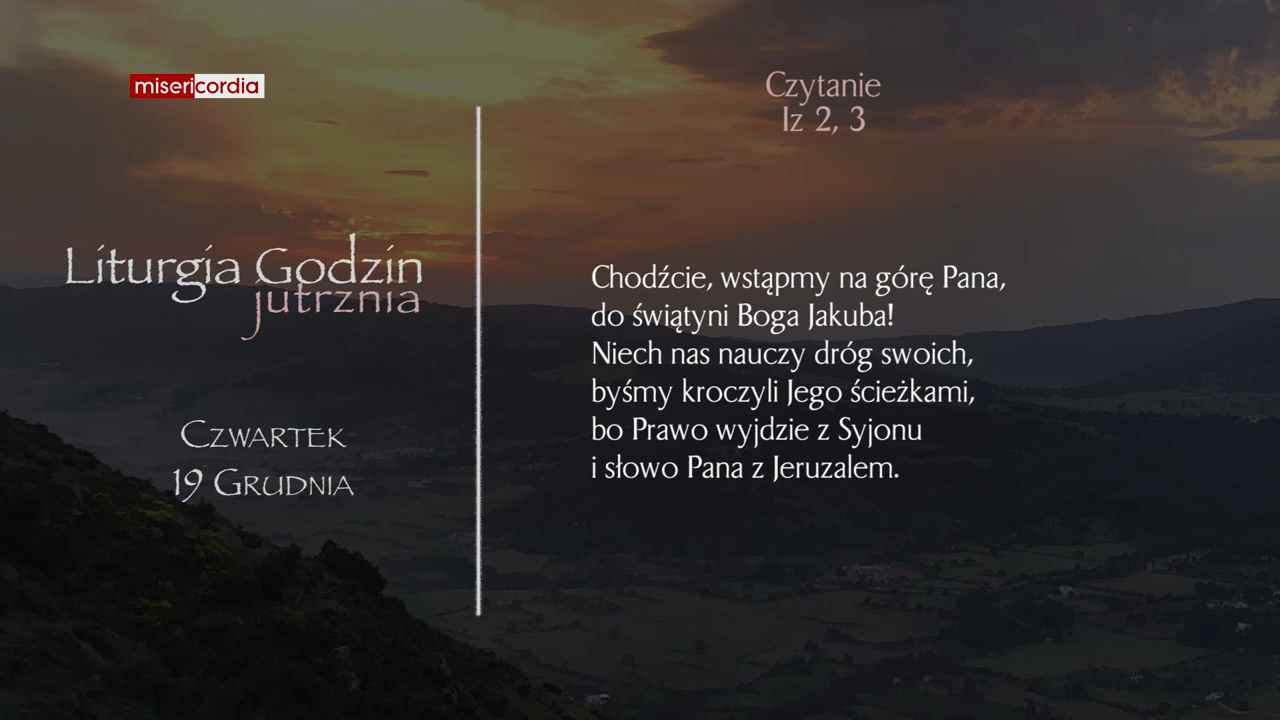 misericordia
Liturgia Godzin
jutrznia
Czwartek
19 Grudnia
Czytanie
Iz 2, 3
Chodźcie, wstąpmy na górę Pana,
do świątyni Boga Jakuba!
Niech nas nauczy dróg swoich,
byśmy kroczyli Jego ścieżkami,
bo Prawo wyjdzie z Syjonu
i słowo Pana z Jeruzalem.